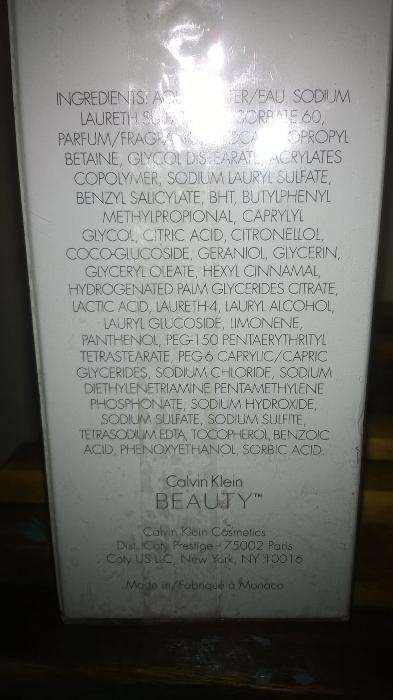 INGREDIENTS: ER/EAU, SODIUM
LAURETH 60,
PARFUM/
BETAINE, GLYCOL DISTEARATE, ACRYLATES
COPOLYMER, SODIUM LAURYL SULFATE,
BENZYL SALICYLATE, BHT, BUTYLPHENYL
METHYLPROPIONAL, CAPRYLYL
GLYCOL, CITRIC ACID, CITRONELLOL,
COCO-GLUCOSIDE, GERANIOL, GLYCERIN,
GLYCERYL OLEATE, HEXYL CINNAMAL,
HYDROGENATED PALM GLYCERIDES CITRATE,
LACTIC ACID, LAURETH-4, LAURYL ALCOHOL,
LAURYL GLUCOSIDE, LIMONENE,
PANTHENOL, PEG-150 PENTAERYTHRITYL
TETRASTEARATE, PEG-6 CAPRYLIC/CAPRIC
GLYCERIDES, SODIUM CHLORIDE, SODIUM
DIETHYLENETRIAMINE PENTAMETHYLENE
PHOSPHONATE, SODIUM HYDROXIDE,
SODIUM SULFATE, SODIUM SULFITE,
TETRASODIUM EDTA, TOCOPHEROL, BENZOIC
ACID, PHENOXYETHANOL, SORBIC ACID.
Calvin Klein
BEAUTY™
Calvin Klein Cosmetics
Dist. Coty Prestige - 75002 Paris
Coty US LLC, New York, NY 10016
Made in/Fabriqué à Monaco